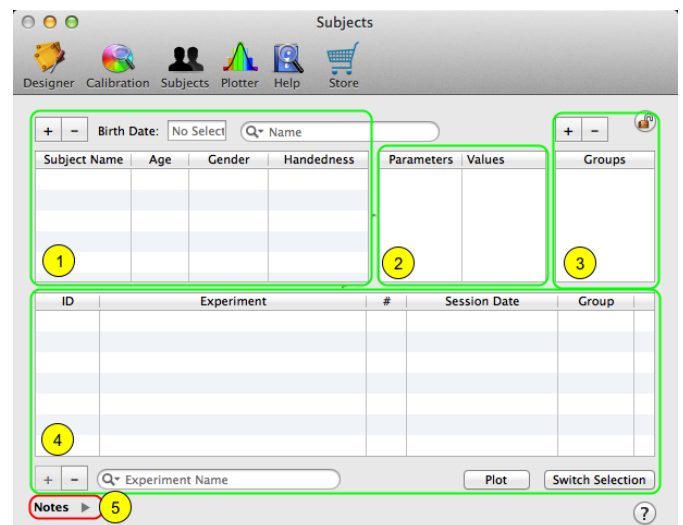 Subjects
Designer Calibration Subjects Plotter Help Store
+ - Birth Date: No Select Name + -
Subject Name Age Gender Handedness Parameters Values Groups
1 2 3
ID Experiment # Session Date Group
4
+ - Experiment Name Plot Switch Selection
Notes 5 ?